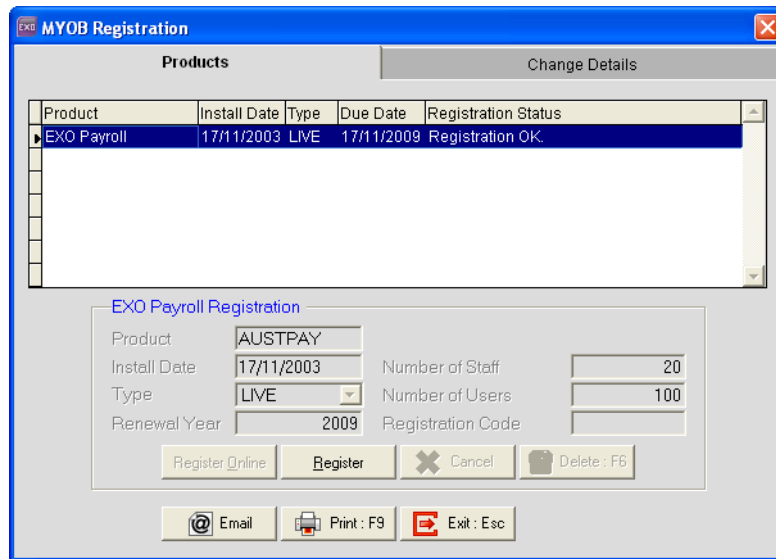 EXO MYOB Registration
Products Change Details
Product Install Date Type Due Date Registration Status
EXO Payroll 17/11/2003 LIVE 17/11/2009 Registration OK.
EXO Payroll Registration
Product AUSTPAY
Install Date 17/11/2003 Number of Staff 20
Type LIVE Number of Users 100
Renewal Year 2009 Registration Code
Register Online Register Cancel Delete : F6
@ Email Print : F9 Exit : Esc